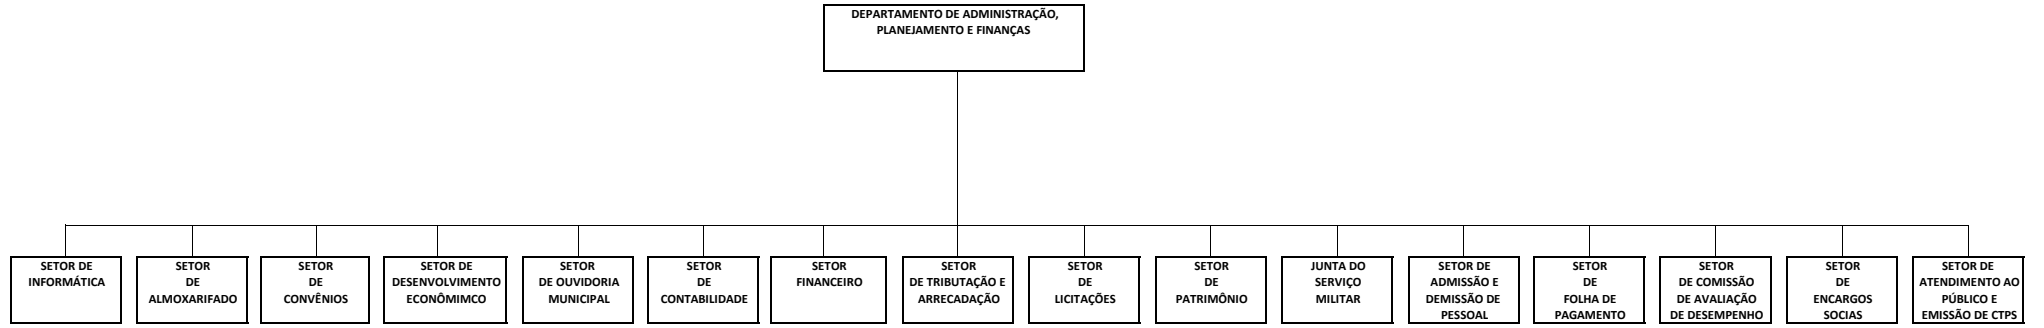 DEPARTAMENTO DE ADMINISTRAÇÃO,
PLANEJAMENTO E FINANÇAS
SETOR DE
INFORMÁTICA
SETOR
DE
ALMOXARIFADO
SETOR
DE
CONVÊNIOS
SETOR DE
DESENVOLVIMENTO
ECONÔMIMCO
SETOR
DE OUVIDORIA
MUNICIPAL
SETOR
DE
CONTABILIDADE
SETOR
FINANCEIRO
SETOR
DE TRIBUTAÇÃO E
ARRECADAÇÃO
SETOR
DE
LICITAÇÕES
SETOR
DE
PATRIMÔNIO
JUNTA DO
SERVIÇO
MILITAR
SETOR DE
ADMISSÃO E
DEMISSÃO DE
PESSOAL
SETOR
DE
FOLHA DE
PAGAMENTO
SETOR
DE COMISSÃO
DE AVALIAÇÃO
DE DESEMPENHO
SETOR
DE
ENCARGOS
SOCIAS
SETOR DE
ATENDIMENTO AO
PÚBLICO E
EMISSÃO DE CTPS